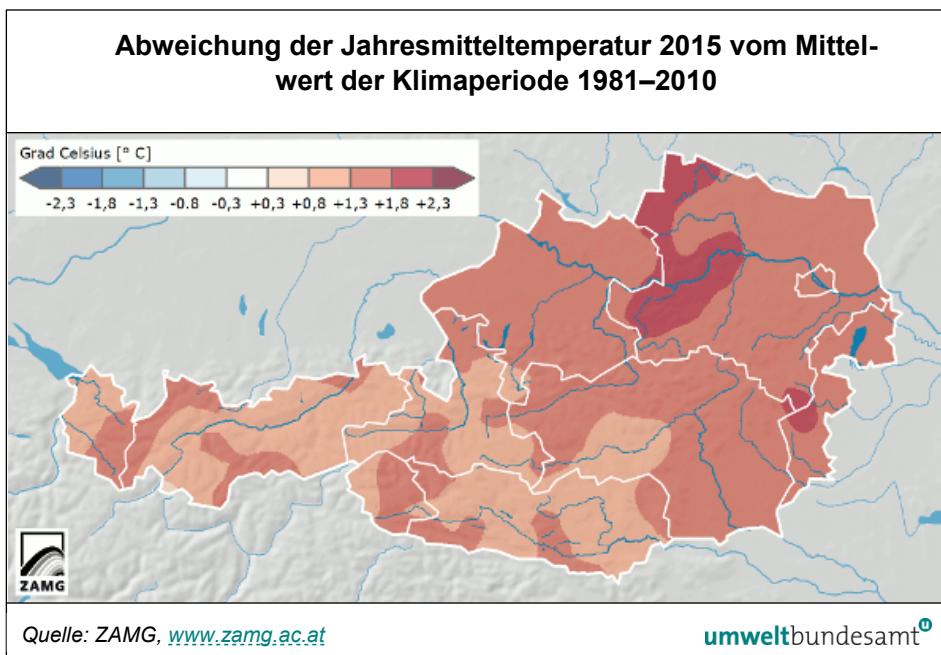 Abweichung der Jahresmitteltemperatur 2015 vom Mittel-
wert der Klimaperiode 1981–2010
Grad Celsius [° C]
-2,3 -1,8 -1,3 -0.8 -0,3 +0,3 +0,8 +1,3 +1,8 +2,3
ZAMG
Quelle: ZAMG, www.zamg.ac.at
umweltbundesamt u